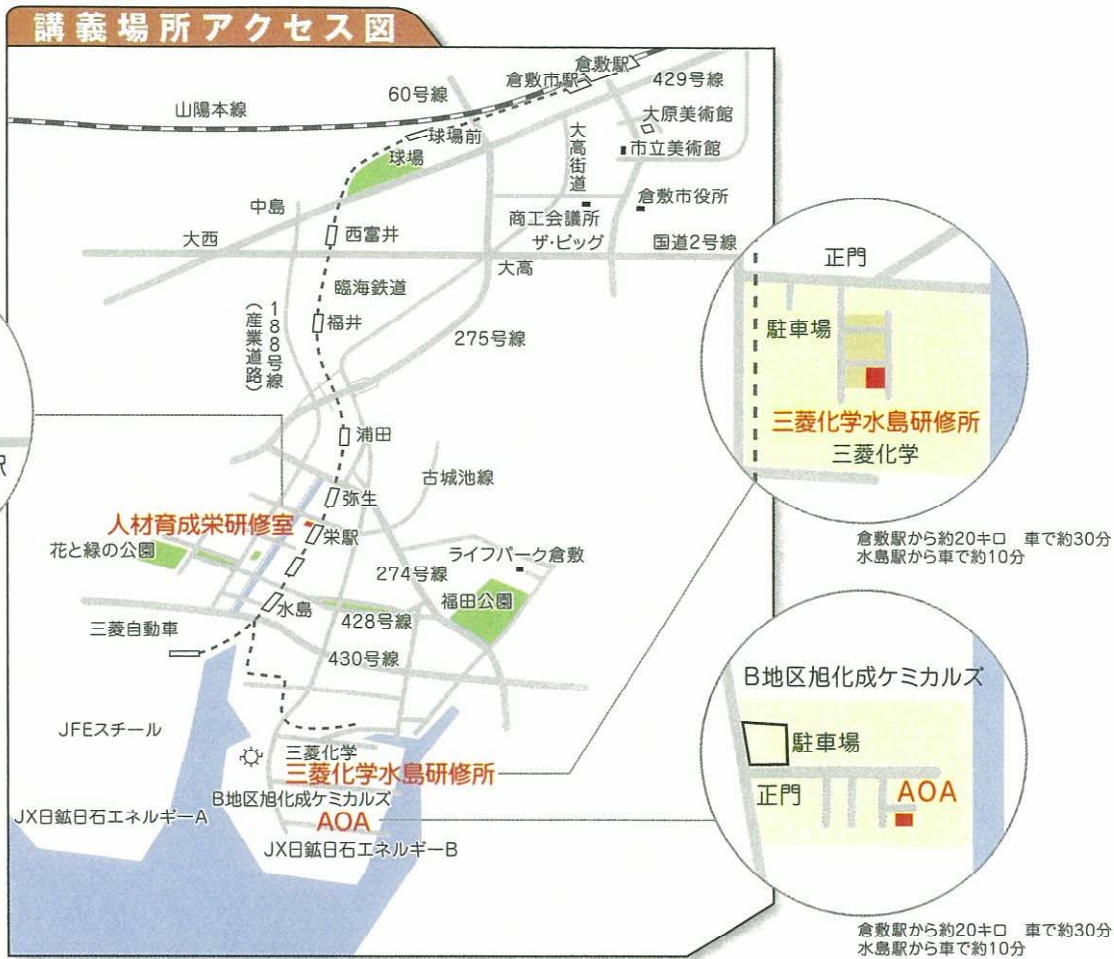 講義場所アクセス図
倉敷駅
倉敷市駅
429号線
60号線
山陽本線
大原美術館
球場前
大高街道
市立美術館
球場
倉敷市役所
中島
商工会議所
西富井
ザ・ビッグ
国道2号線
大西
大高
臨海鉄道
188号線
(産業道路)
福井
275号線
浦田
駅
古城池線
弥生
人材育成栄研修室
栄駅
花と緑の公園
ライフパーク倉敷
274号線
福田公園
水島
428号線
三菱自動車
430号線
JFEスチール
三菱化学
三菱化学水島研修所
B地区旭化成ケミカルズ
JX日鉱日石エネルギーA
AOA
JX日鉱日石エネルギーB
正門
駐車場
三菱化学水島研修所
三菱化学
倉敷駅から約20キロ 車で約30分
水島駅から車で約10分
B地区旭化成ケミカルズ
駐車場
正門
AOA
倉敷駅から約20キロ 車で約30分
水島駅から車で約10分